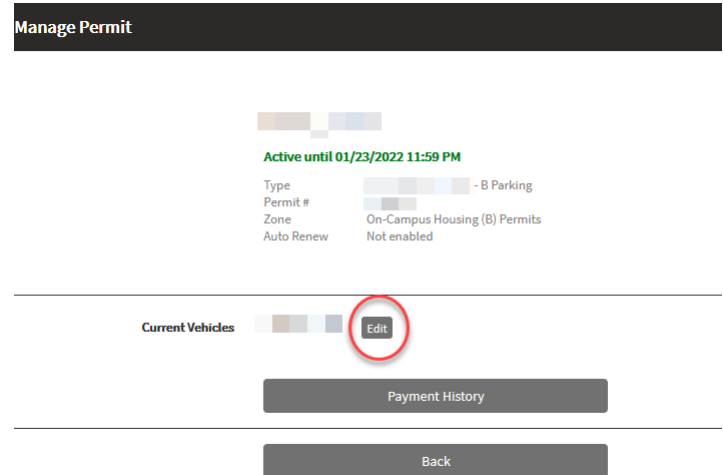 Manage Permit
Active until 01/23/2022 11:59 PM
Type - B Parking
Permit #
Zone On-Campus Housing (B) Permits
Auto Renew Not enabled
Current Vehicles Edit
Payment History
Back